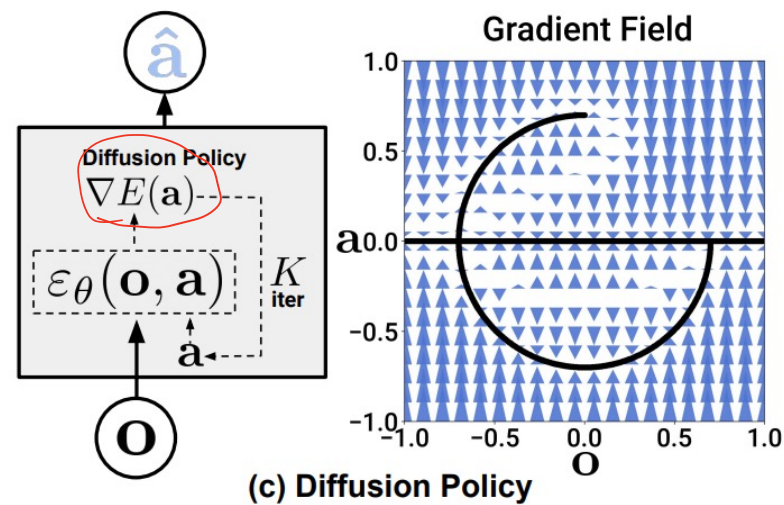 â
Diffusion Policy
∇E(a)
ε_θ(o, a)
K
iter
a
o
Gradient Field
1.0
0.5
a
0.0
−0.5
−1.0
−1.0 −0.5 0.0 0.5 1.0
o
(c) Diffusion Policy